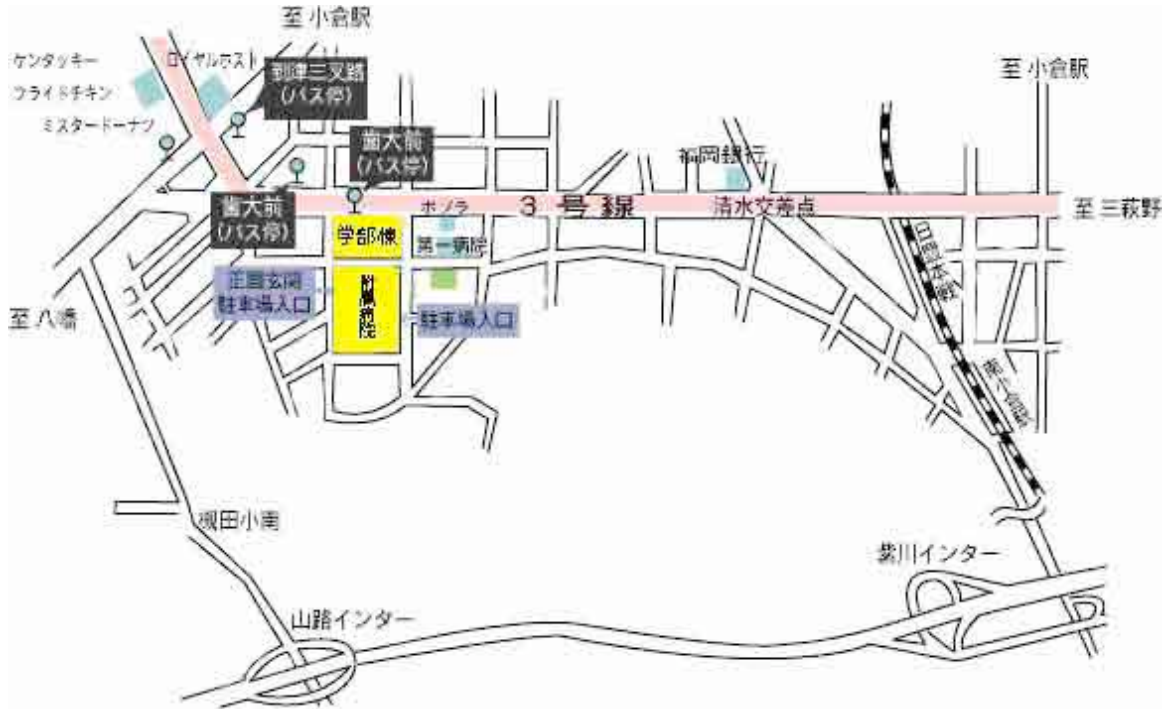 至 小倉駅
ケンタッキー
フライドチキン
ロイヤルホスト
ミスタードーナツ
到津三叉路
(バス停)
歯大前
(バス停)
至 小倉駅
福岡銀行
歯大前
(バス停)
ポプラ
3 号 線
清水交差点
至 三萩野
学部棟
第一病院
正面玄関
駐車場入口
附属病院
駐車場入口
日豊本線
至 八幡
南小倉駅
槻田小南
紫川インター
山路インター